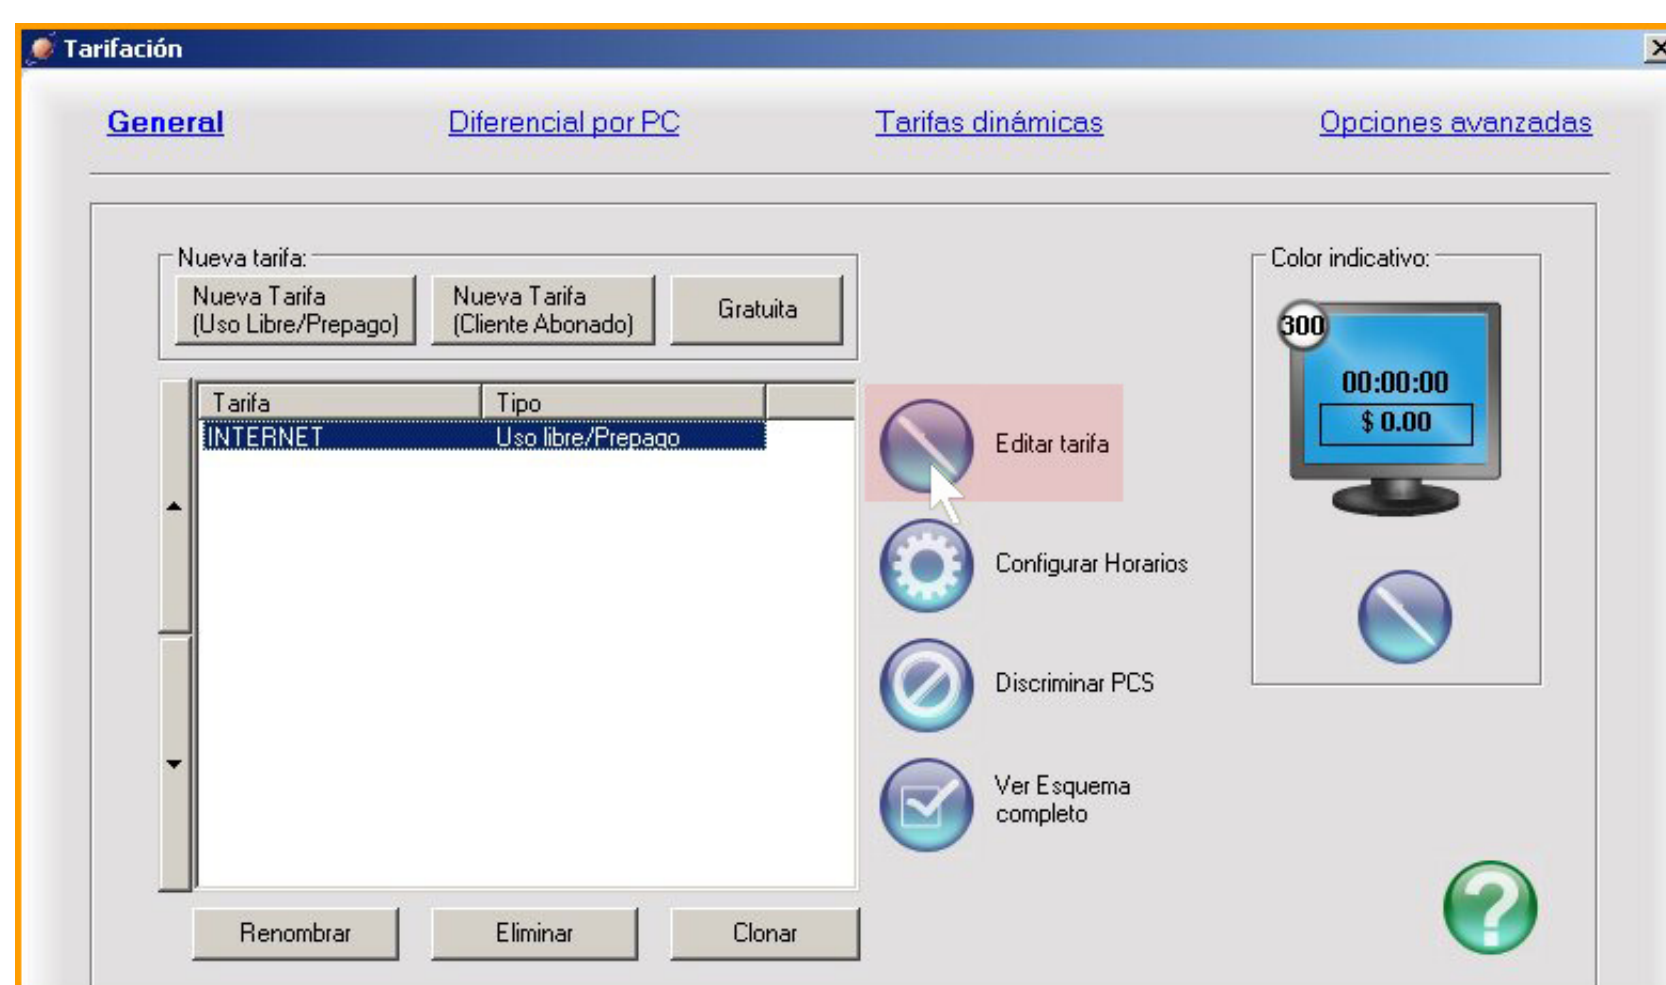 Tarifación
General
Diferencial por PC
Tarifas dinámicas
Opciones avanzadas
Nueva tarifa:
Nueva Tarifa
(Uso Libre/Prepago)
Nueva Tarifa
(Cliente Abonado)
Gratuita
Tarifa
Tipo
INTERNET
Uso libre/Prepago
Editar tarifa
Configurar Horarios
Discriminar PCS
Ver Esquema
completo
Color indicativo:
300
00:00:00
$ 0.00
Renombrar
Eliminar
Clonar
?